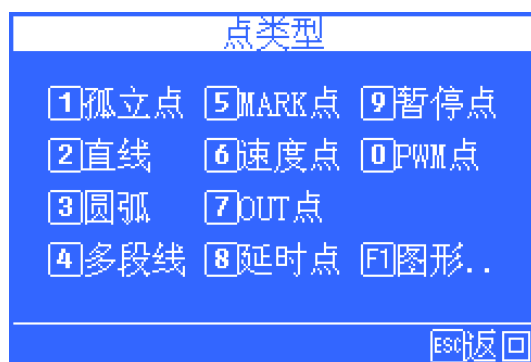 点类型
1孤立点 5MARK点 9暂停点
2直线 6速度点 0PWM点
3圆弧 7OUT点
4多段线 8延时点 F1图形..
ESC返回